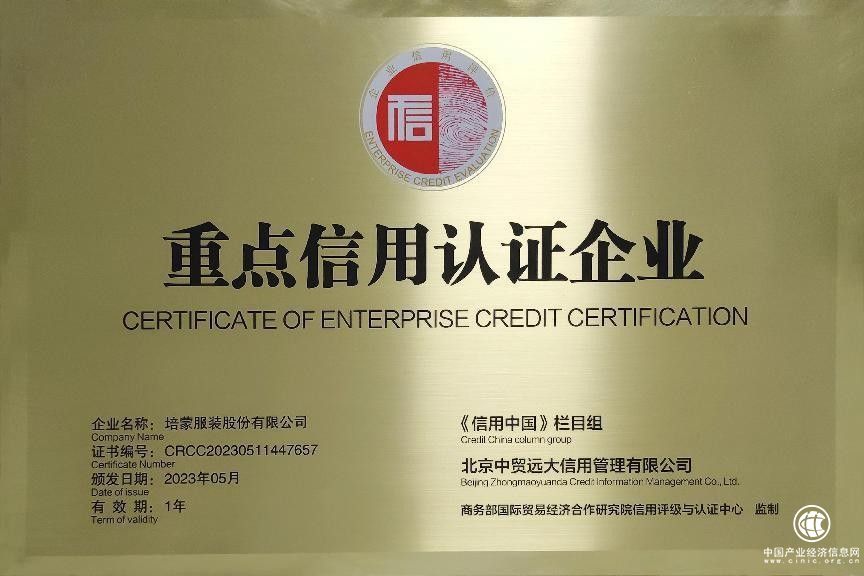 企业信用评价
信
ENTERPRISE CREDIT EVALUATION
重点信用认证企业
CERTIFICATE OF ENTERPRISE CREDIT CERTIFICATION
企业名称：培蒙服装股份有限公司
Company Name
证书编号：CRCC20230511447657
Certificate Number
颁发日期：2023年05月
Date of issue
有 效 期：1年
Term of validity
《信用中国》栏目组
Credit China column group
北京中贸远大信用管理有限公司
Beijing Zhongmaoyuanda Credit Information Management Co., Ltd.
商务部国际贸易经济合作研究院信用评级与认证中心 监制
中国产业经济信息网
www.cinic.org.cn